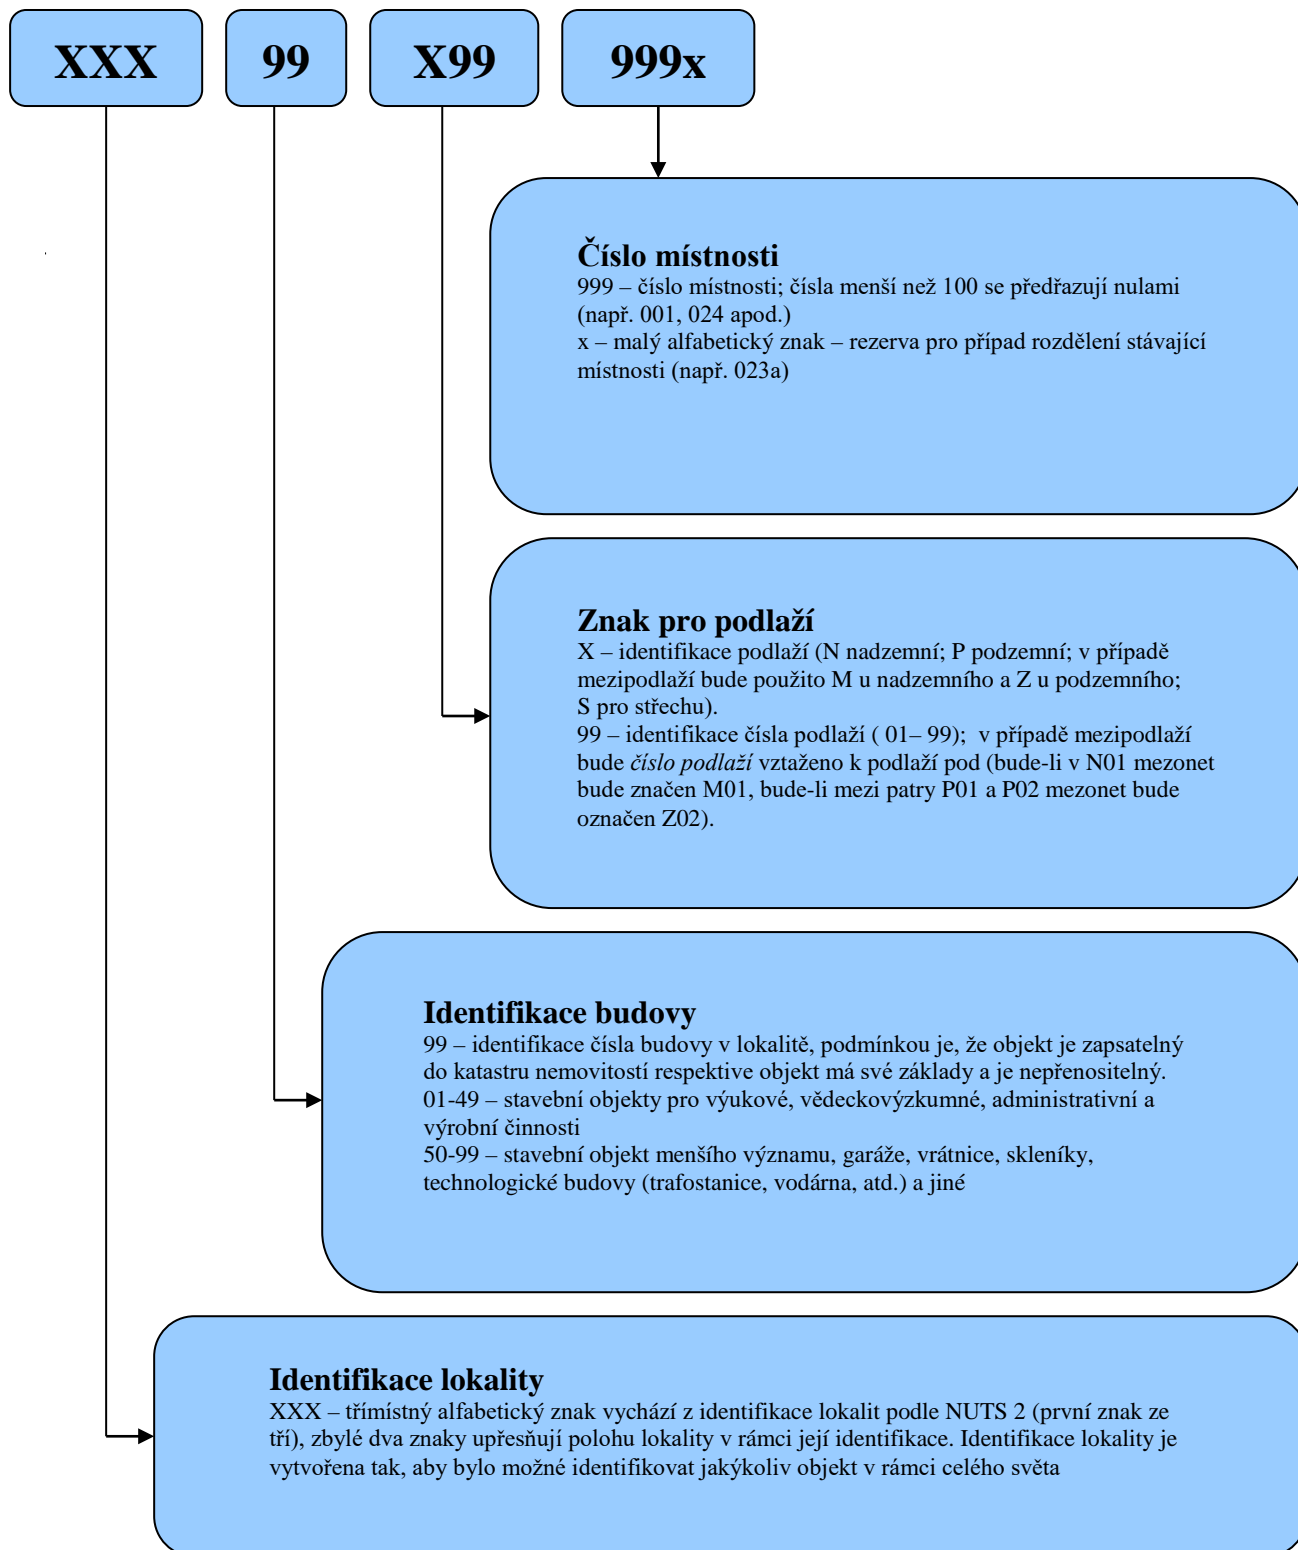 XXX 99 X99 999x
Číslo místnosti
999 – číslo místnosti; čísla menší než 100 se předřazují nulami
(např. 001, 024 apod.)
x – malý alfabetický znak – rezerva pro případ rozdělení stávající
místnosti (např. 023a)
Znak pro podlaží
X – identifikace podlaží (N nadzemní; P podzemní; v případě
mezipodlaží bude použito M u nadzemního a Z u podzemního;
S pro střechu).
99 – identifikace čísla podlaží ( 01– 99); v případě mezipodlaží
bude číslo podlaží vztaženo k podlaží pod (bude-li v N01 mezonet
bude značen M01, bude-li mezi patry P01 a P02 mezonet bude
označen Z02).
Identifikace budovy
99 – identifikace čísla budovy v lokalitě, podmínkou je, že objekt je zapsatelný
do katastru nemovitostí respektive objekt má své základy a je nepřenositelný.
01-49 – stavební objekty pro výukové, vědeckovýzkumné, administrativní a
výrobní činnosti
50-99 – stavební objekt menšího významu, garáže, vrátnice, skleníky,
technologické budovy (trafostanice, vodárna, atd.) a jiné
Identifikace lokality
XXX – třímístný alfabetický znak vychází z identifikace lokalit podle NUTS 2 (první znak ze
tří), zbylé dva znaky upřesňují polohu lokality v rámci její identifikace. Identifikace lokality je
vytvořena tak, aby bylo možné identifikovat jakýkoliv objekt v rámci celého světa